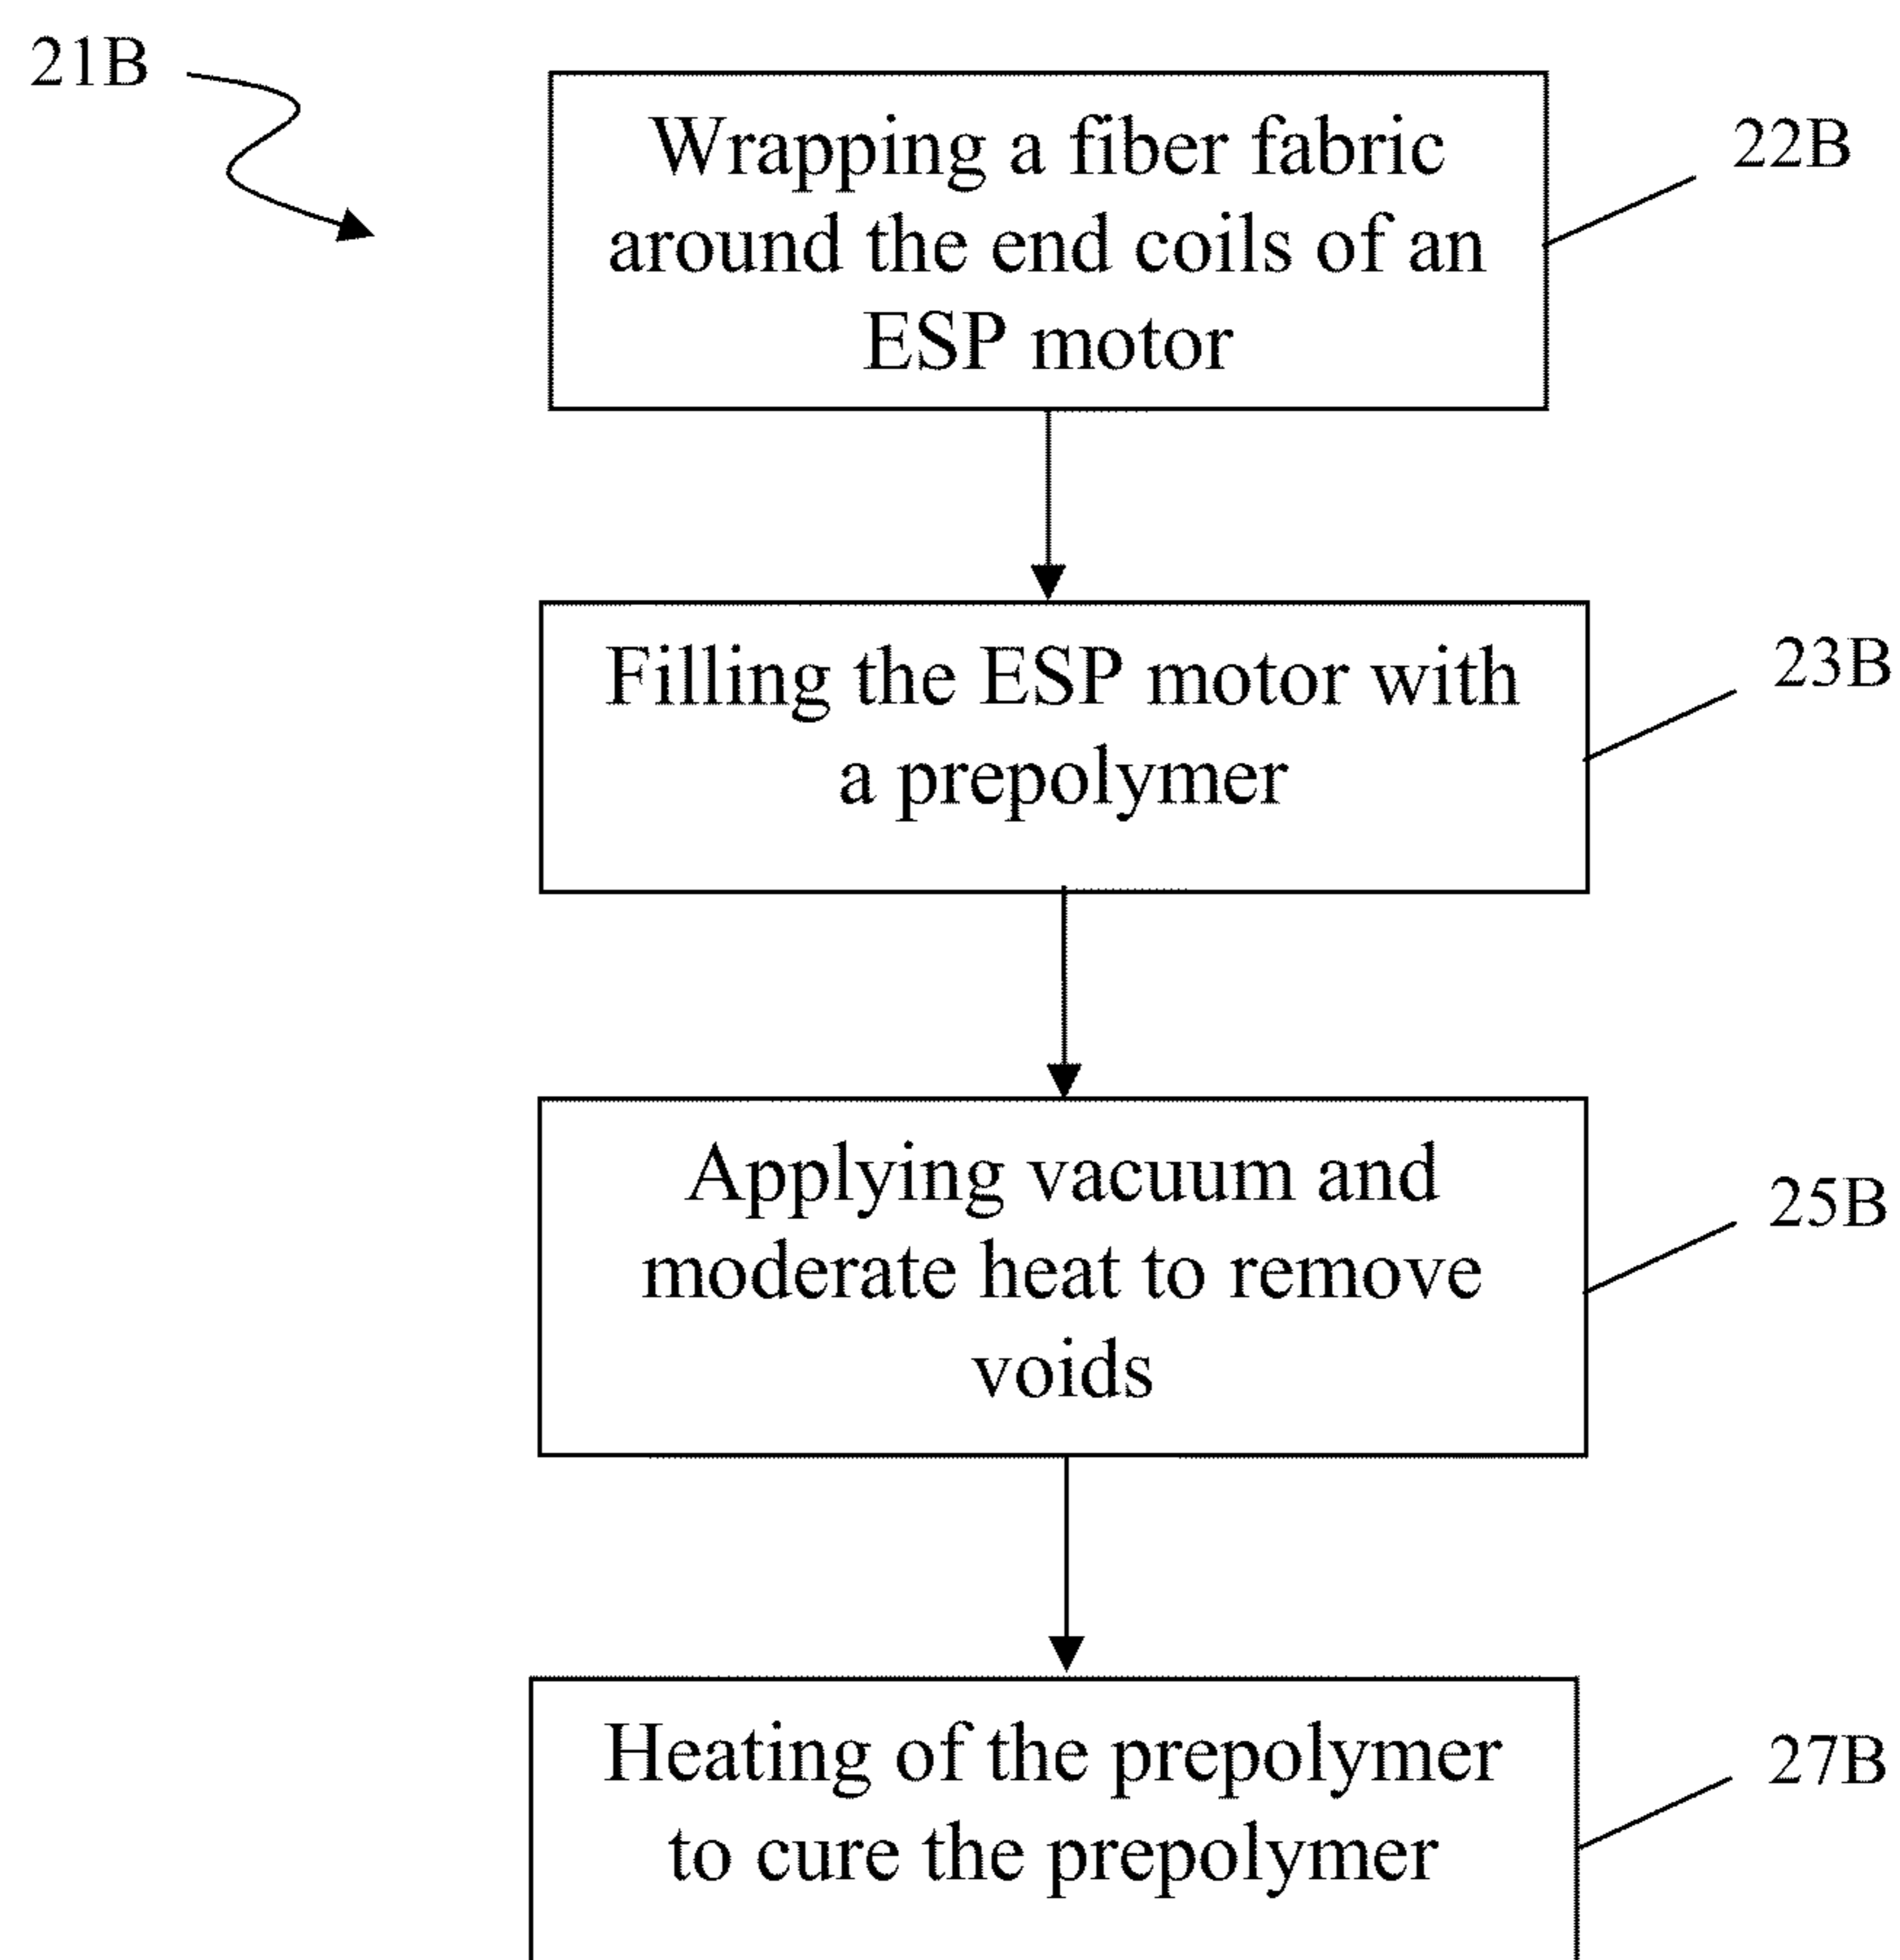 21B
Wrapping a fiber fabric
around the end coils of an
ESP motor
22B
Filling the ESP motor with
a prepolymer
23B
Applying vacuum and
moderate heat to remove
voids
25B
Heating of the prepolymer
to cure the prepolymer
27B